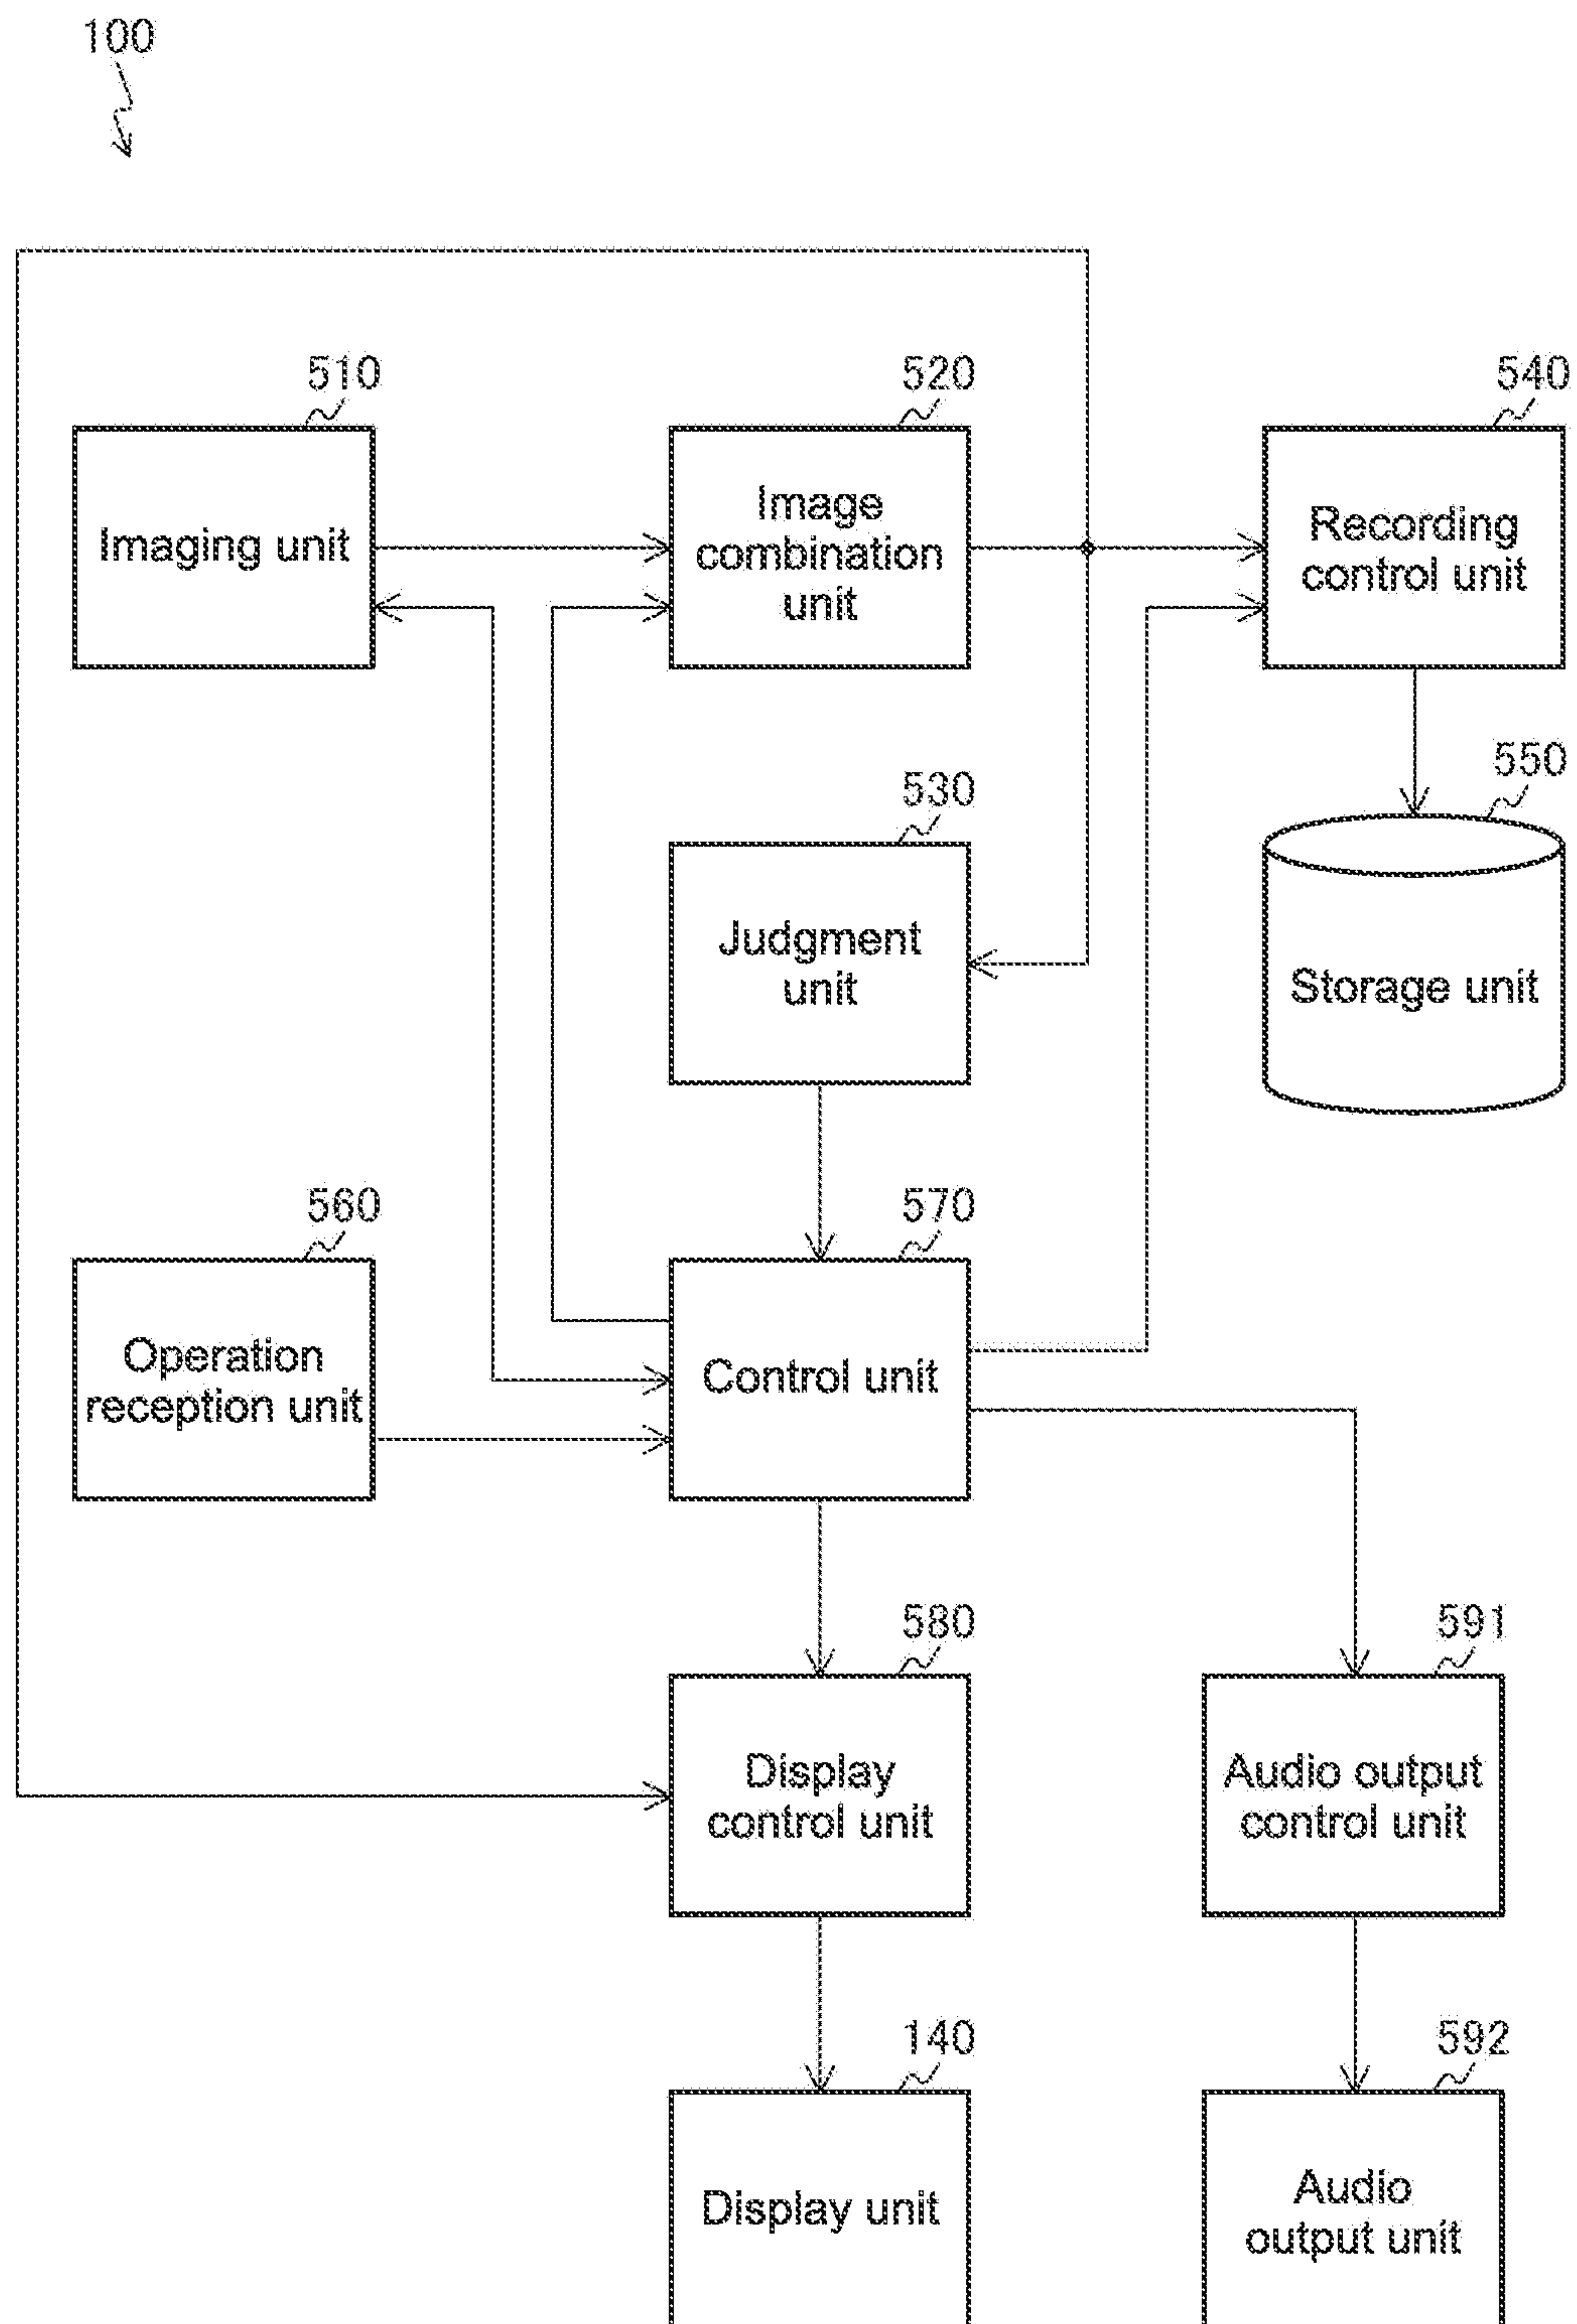 100
510
520
540
Imaging unit
Image
combination
unit
Recording
control unit
530
550
Judgment
unit
Storage unit
560
570
Operation
reception unit
Control unit
580
591
Display
control unit
Audio output
control unit
140
592
Display unit
Audio
output unit